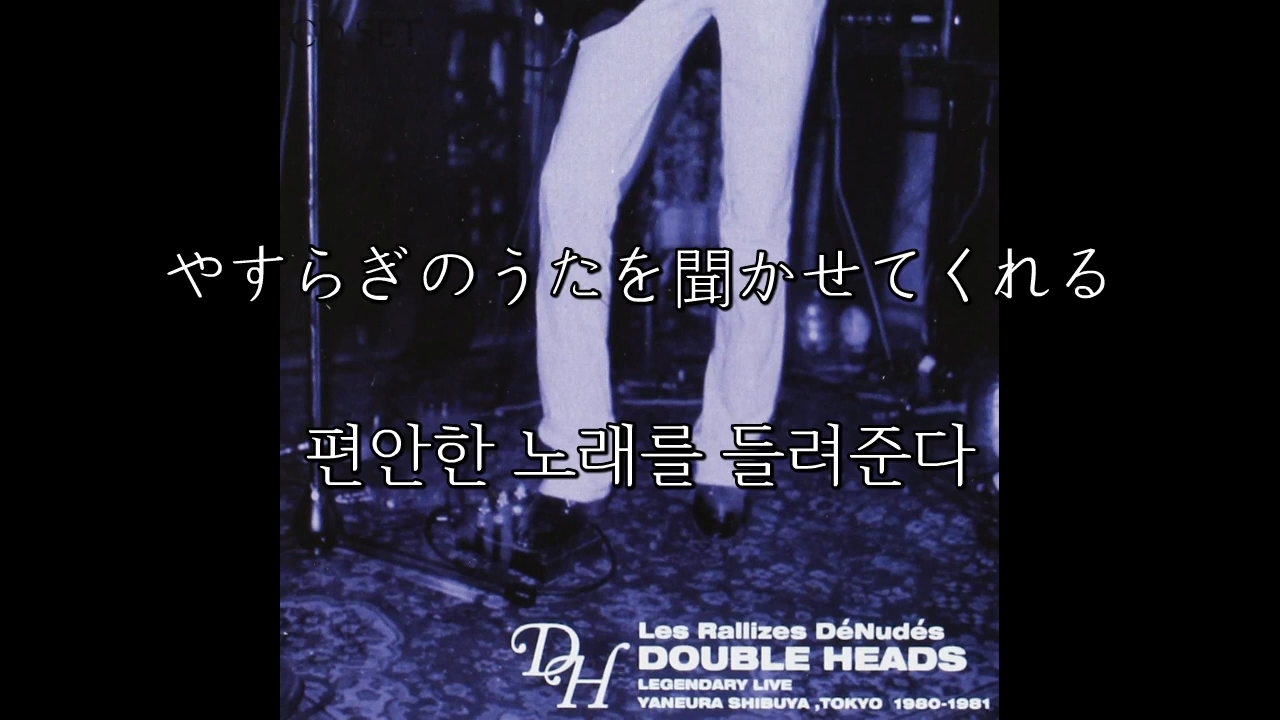 CD SET
やすらぎのうたを聞かせてくれる
편안한 노래를 들려준다
DH
Les Rallizes DéNudés
DOUBLE HEADS
LEGENDARY LIVE
YANEURA SHIBUYA ,TOKYO 1980-1981